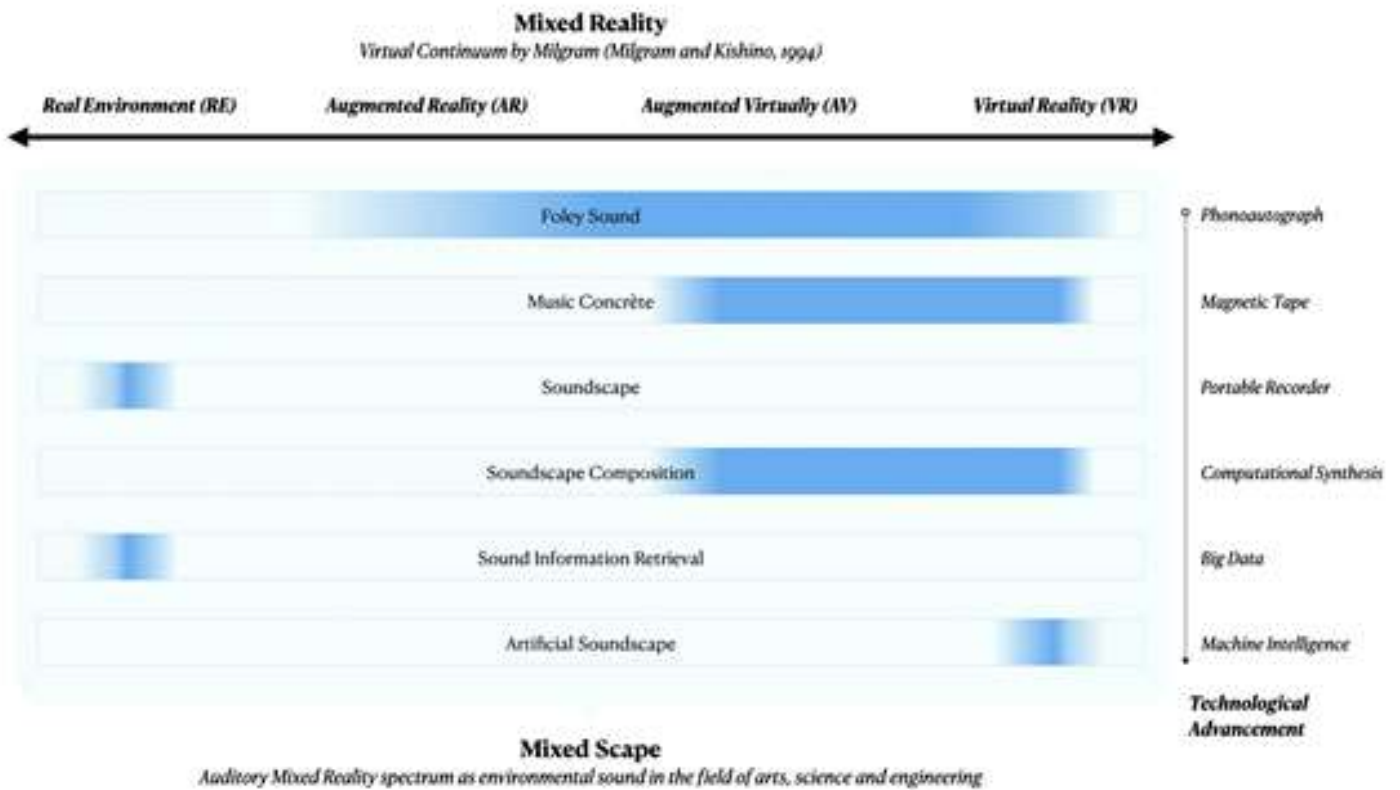 Mixed Reality
Virtual Continuum by Milgram (Milgram and Kishino, 1994)
Real Environment (RE) Augmented Reality (AR) Augmented Virtualiy (AV) Virtual Reality (VR)
Foley Sound Phonoautograph
Music Concrète Magnetic Tape
Soundscape Portable Recorder
Soundscape Composition Computational Synthesis
Sound Information Retrieval Big Data
Artificial Soundscape Machine Intelligence
Technological
Advancement
Mixed Scape
Auditory Mixed Reality spectrum as environmental sound in the field of arts, science and engineering